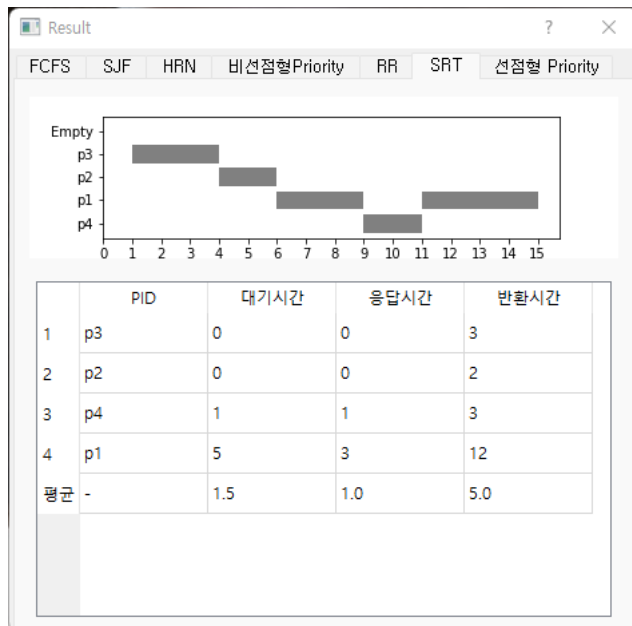 Result ? ×
FCFS SJF HRN 비선점형Priority RR SRT 선점형 Priority
Empty
p3
p2
p1
p4
0 1 2 3 4 5 6 7 8 9 10 11 12 13 14 15
PID 대기시간 응답시간 반환시간
1 p3 0 0 3
2 p2 0 0 2
3 p4 1 1 3
4 p1 5 3 12
평균 - 1.5 1.0 5.0